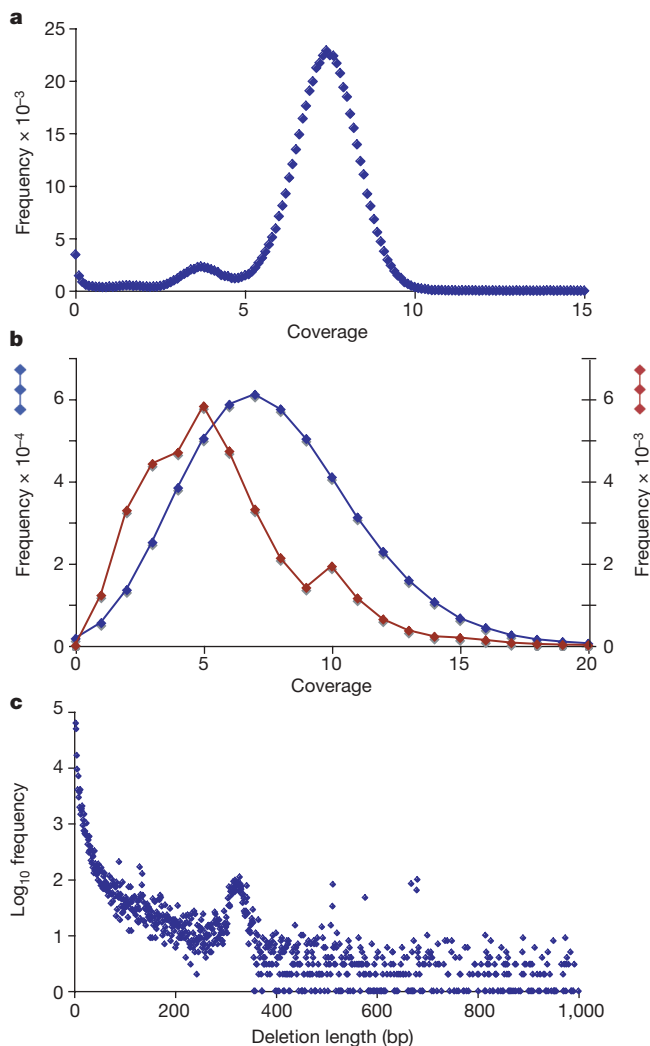 a
25
20
15
10
5
0
Frequency × 10⁻³
0 5 10 15
Coverage
b
6
4
2
0
Frequency × 10⁻⁴
6
4
2
0
Frequency × 10⁻³
0 5 10 15 20
Coverage
c
5
4
3
2
1
0
Log₁₀ frequency
0 200 400 600 800 1,000
Deletion length (bp)